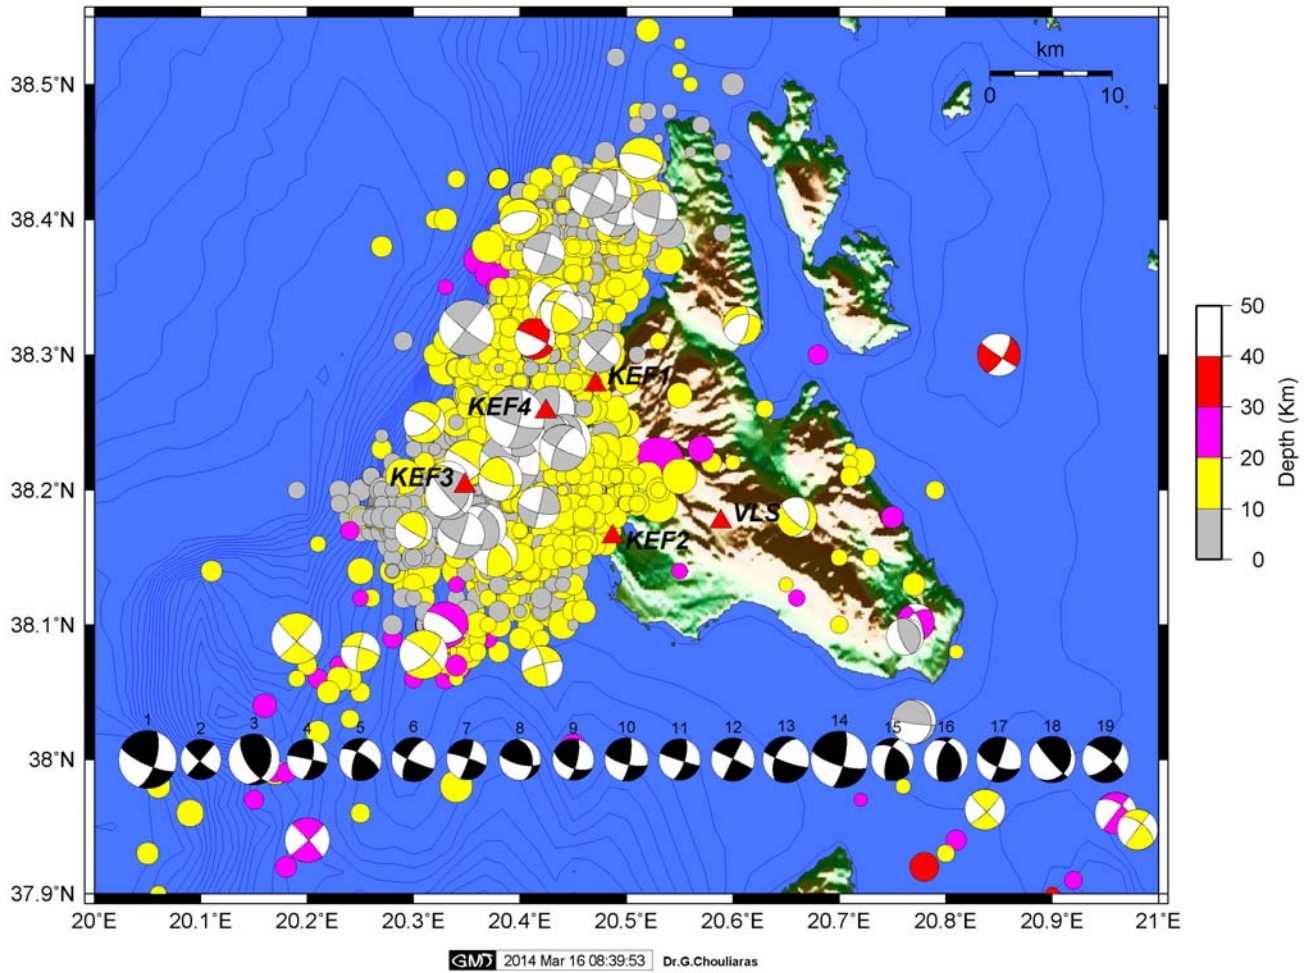 km
0 10
38.5°N
38.4°N
38.3°N
38.2°N
38.1°N
38°N
37.9°N
KEF1
KEF4
KEF3
VLS
KEF2
1 2 3 4 5 6 7 8 9 10 11 12 13 14 15 16 17 18 19
20°E 20.1°E 20.2°E 20.3°E 20.4°E 20.5°E 20.6°E 20.7°E 20.8°E 20.9°E 21°E
50
40
30
20
10
0
Depth (Km)
GMT 2014 Mar 16 08:39:53 Dr.G.Chouliaras